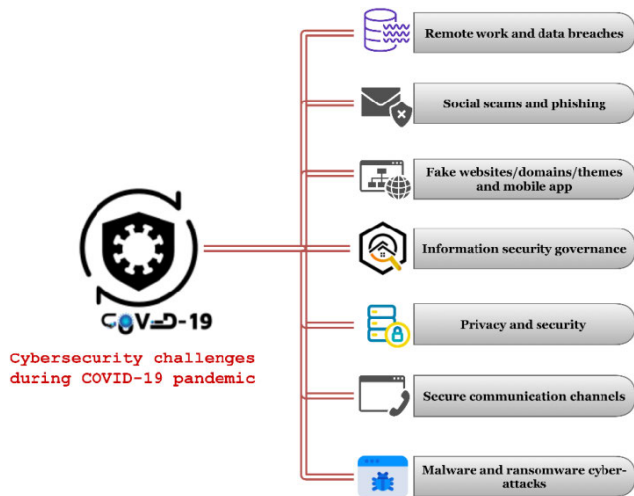 Remote work and data breaches
Social scams and phishing
Fake websites/domains/themes
and mobile app
Information security governance
COVID-19
Cybersecurity challenges
during COVID-19 pandemic
Privacy and security
Secure communication channels
Malware and ransomware cyber-
attacks